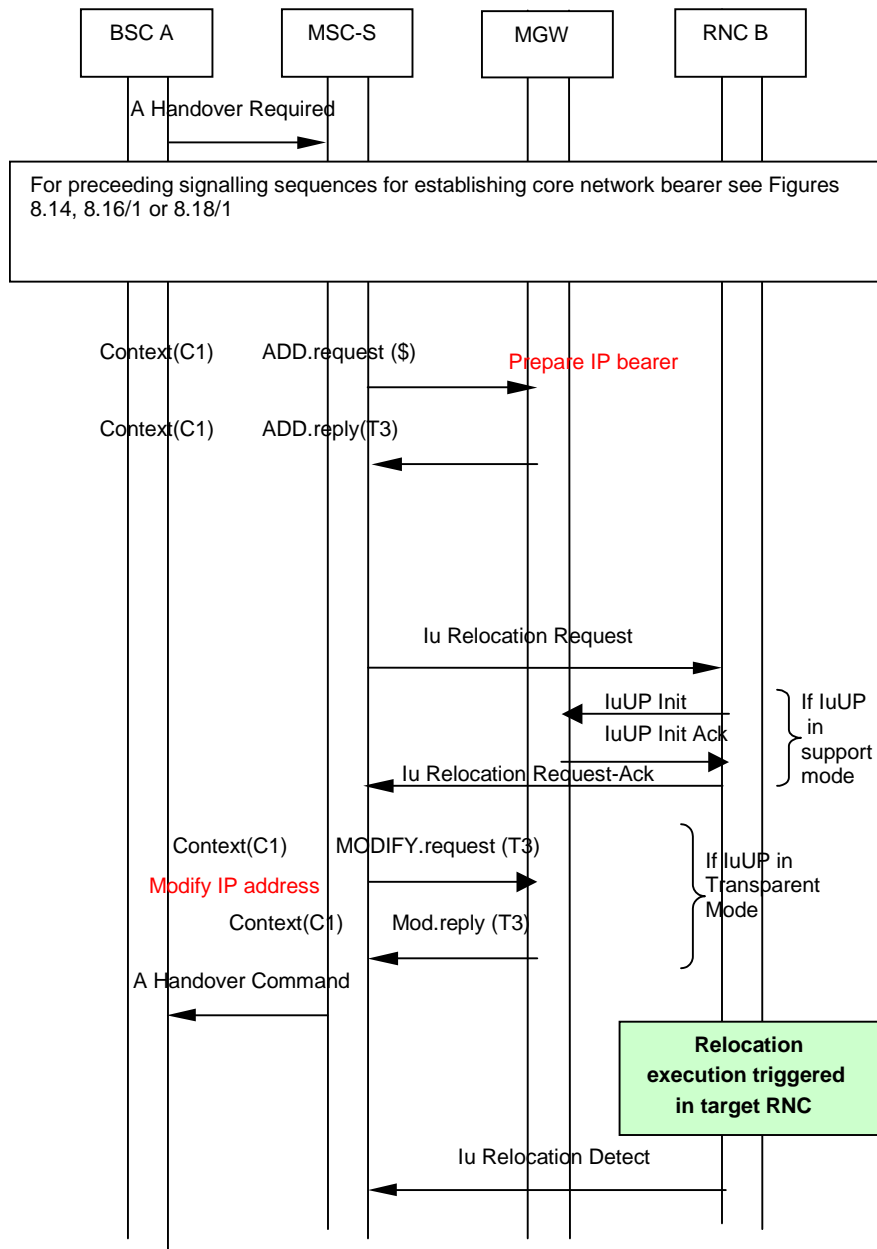 BSC A
MSC-S
MGW
RNC B
A Handover Required
For preceeding signalling sequences for establishing core network bearer see Figures
8.14, 8.16/1 or 8.18/1
Context(C1)
ADD.request ($)
Prepare IP bearer
Context(C1)
ADD.reply(T3)
Iu Relocation Request
IuUP Init
IuUP Init Ack
Iu Relocation Request-Ack
If IuUP
in
support
mode
Context(C1)
MODIFY.request (T3)
Modify IP address
Context(C1)
Mod.reply (T3)
If IuUP in
Transparent
Mode
A Handover Command
Relocation
execution triggered
in target RNC
Iu Relocation Detect